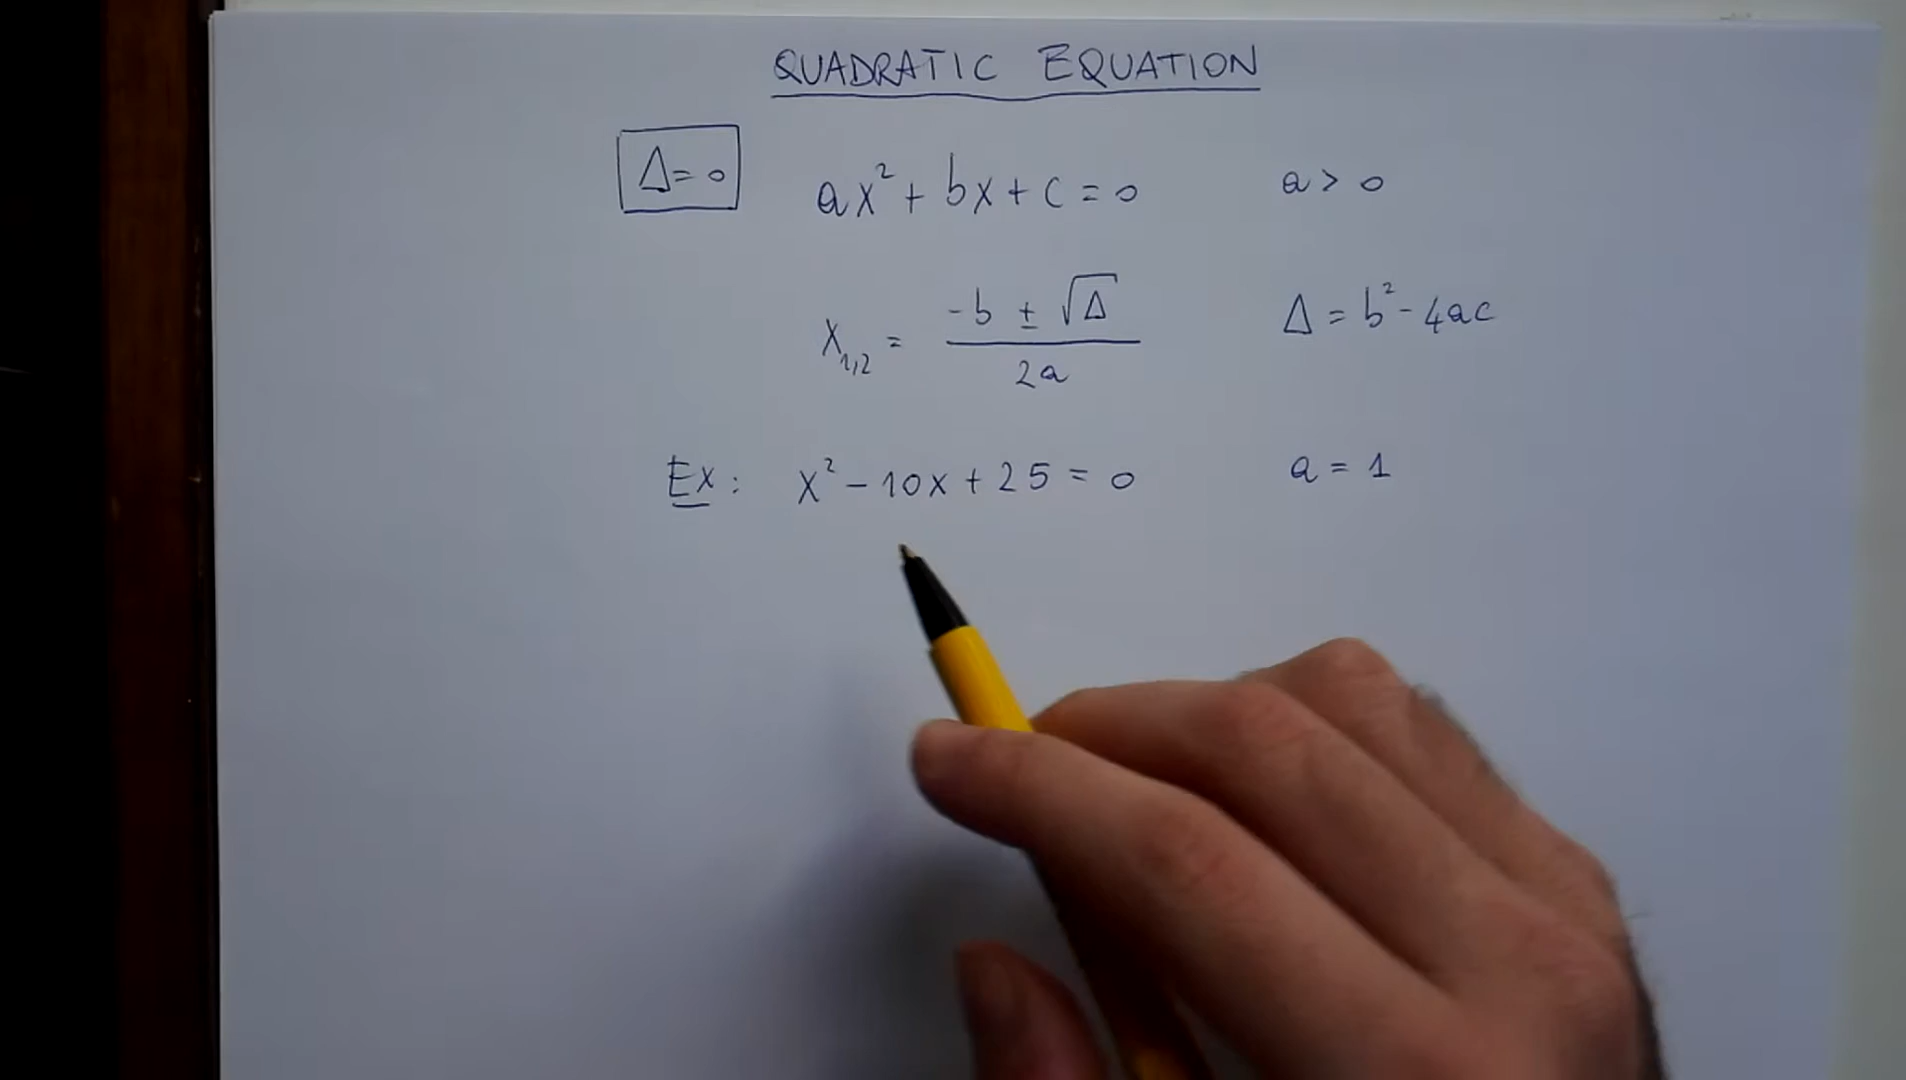 QUADRATIC EQUATION
Δ = 0 ax² + bx + c = 0 a > 0
x₁,₂ = (-b ± √Δ) / 2a Δ = b² - 4ac
Ex: x² - 10x + 25 = 0 a = 1